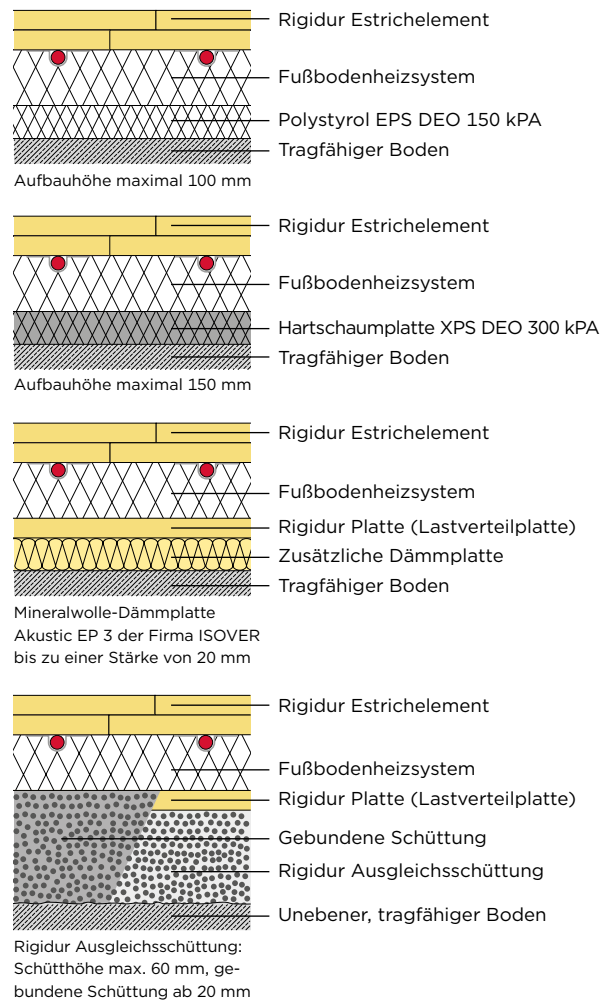 Rigidur Estrichelement
Fußbodenheizsystem
Polystyrol EPS DEO 150 kPA
Tragfähiger Boden
Aufbauhöhe maximal 100 mm
Rigidur Estrichelement
Fußbodenheizsystem
Hartschaumplatte XPS DEO 300 kPA
Tragfähiger Boden
Aufbauhöhe maximal 150 mm
Rigidur Estrichelement
Fußbodenheizsystem
Rigidur Platte (Lastverteilplatte)
Zusätzliche Dämmplatte
Tragfähiger Boden
Mineralwolle-Dämmplatte
Akustic EP 3 der Firma ISOVER
bis zu einer Stärke von 20 mm
Rigidur Estrichelement
Fußbodenheizsystem
Rigidur Platte (Lastverteilplatte)
Gebundene Schüttung
Rigidur Ausgleichsschüttung
Unebener, tragfähiger Boden
Rigidur Ausgleichsschüttung:
Schütthöhe max. 60 mm, ge-
bundene Schüttung ab 20 mm